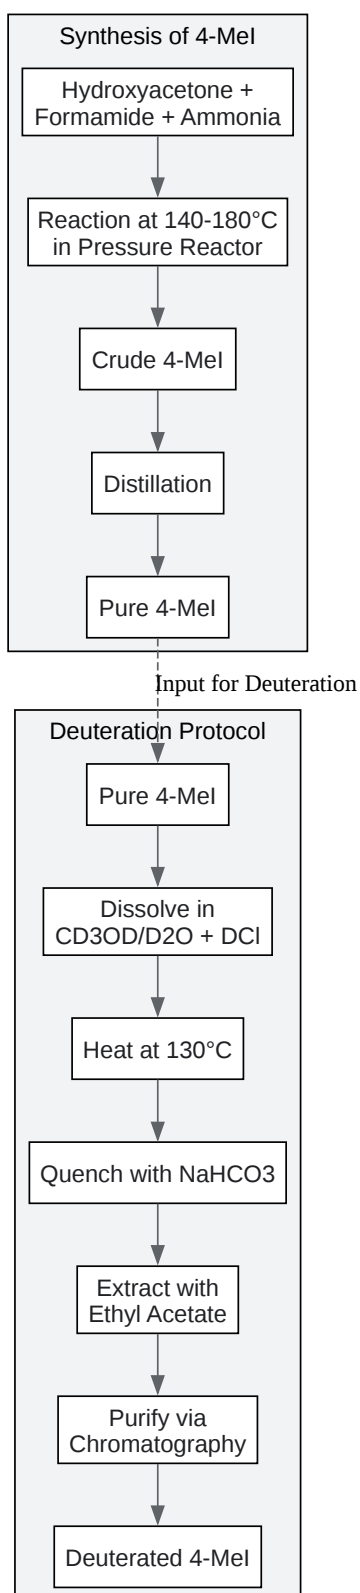 Synthesis of 4-MeI
Hydroxyacetone +
Formamide + Ammonia
Reaction at 140-180°C
in Pressure Reactor
Crude 4-MeI
Distillation
Pure 4-MeI
Input for Deuteration
Deuteration Protocol
Pure 4-MeI
Dissolve in
CD3OD/D2O + DCl
Heat at 130°C
Quench with NaHCO3
Extract with
Ethyl Acetate
Purify via
Chromatography
Deuterated 4-MeI